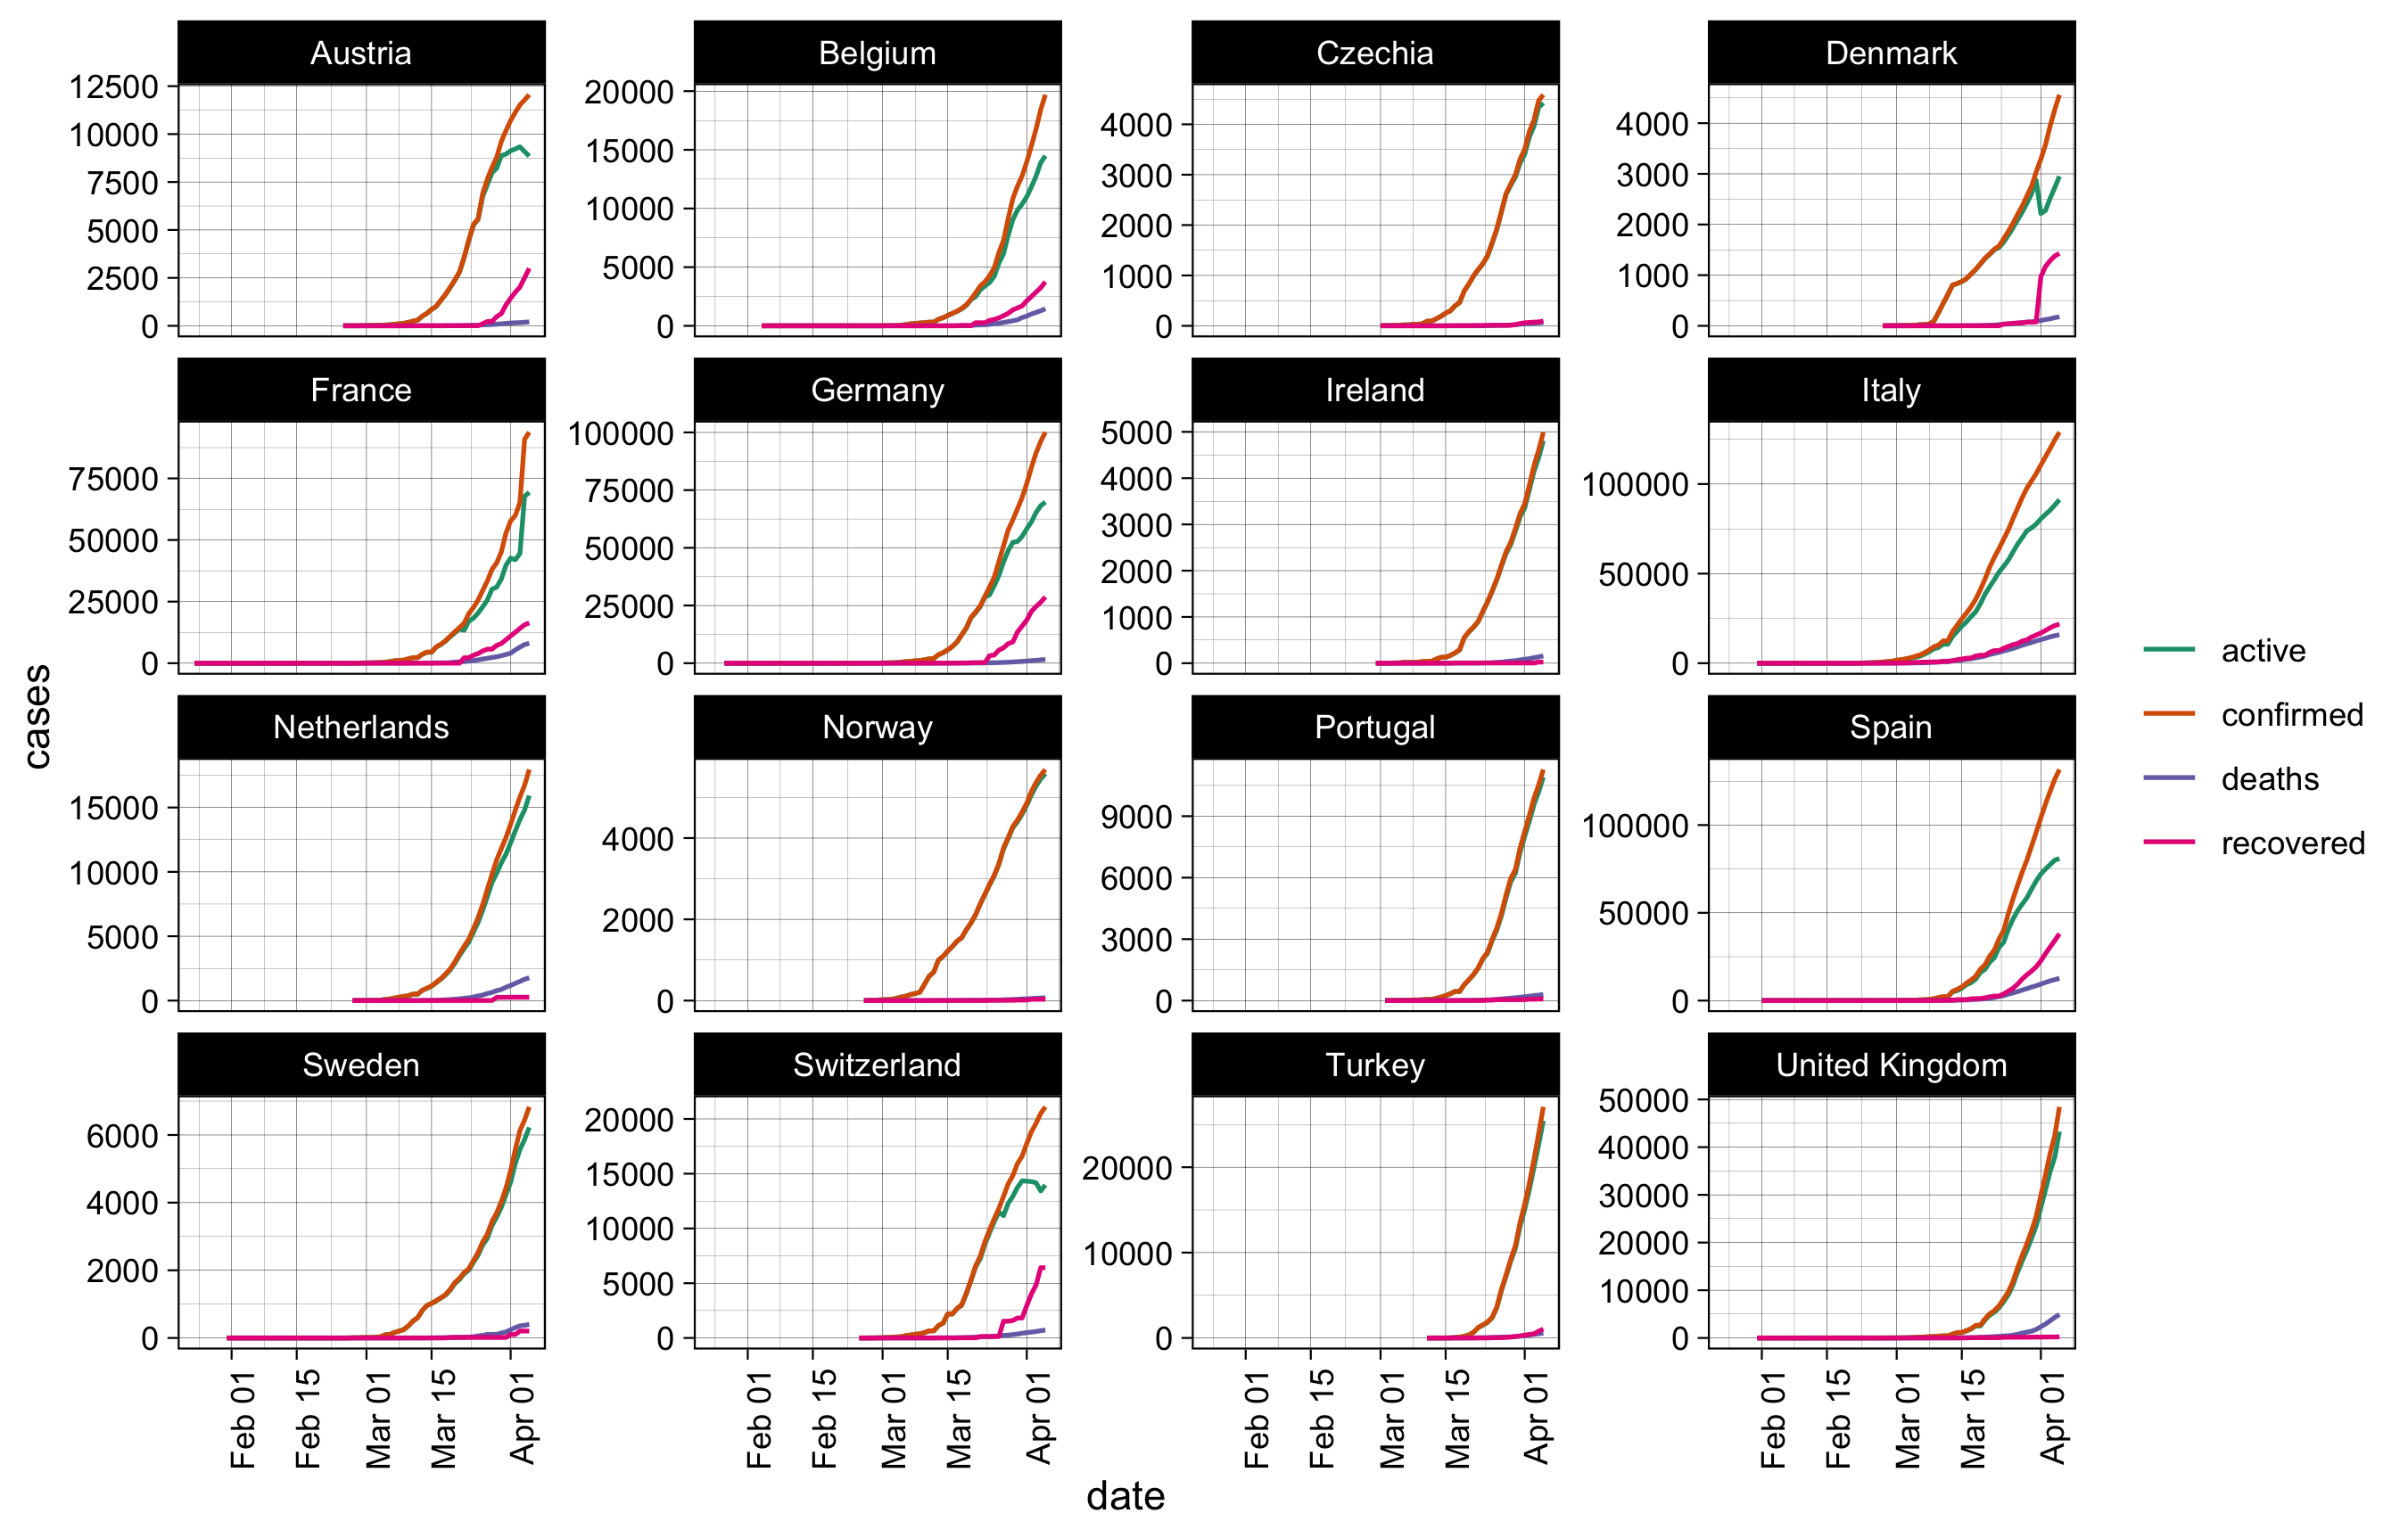 Austria
Belgium
Czechia
Denmark
12500
10000
7500
5000
2500
0
20000
15000
10000
5000
0
4000
3000
2000
1000
0
4000
3000
2000
1000
0
France
Germany
Ireland
Italy
75000
50000
25000
0
100000
75000
50000
25000
0
5000
4000
3000
2000
1000
0
100000
50000
0
Netherlands
Norway
Portugal
Spain
15000
10000
5000
0
4000
2000
0
9000
6000
3000
0
100000
50000
0
Sweden
Switzerland
Turkey
United Kingdom
6000
4000
2000
0
20000
15000
10000
5000
0
20000
10000
0
50000
40000
30000
20000
10000
0
Feb 01
Feb 15
Mar 01
Mar 15
Apr 01
Feb 01
Feb 15
Mar 01
Mar 15
Apr 01
Feb 01
Feb 15
Mar 01
Mar 15
Apr 01
Feb 01
Feb 15
Mar 01
Mar 15
Apr 01
date
cases
active
confirmed
deaths
recovered